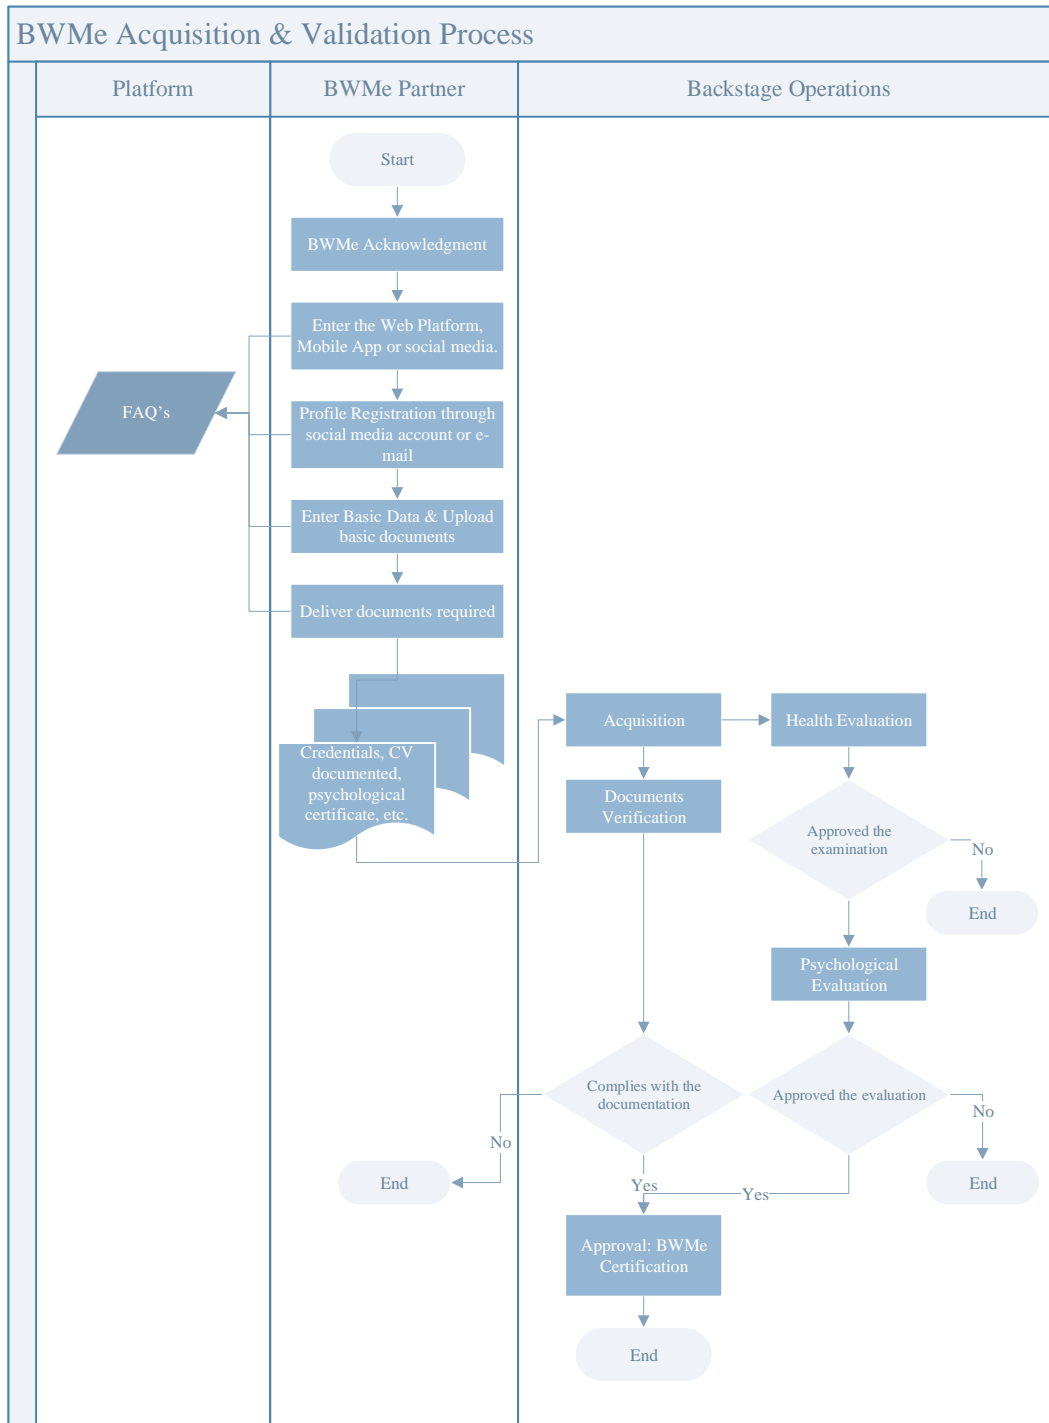 BWMe Acquisition & Validation Process
Platform
BWMe Partner
Backstage Operations
Start
BWMe Acknowledgment
Enter the Web Platform,
Mobile App or social media.
FAQ's
Profile Registration through
social media account or e-
mail
Enter Basic Data & Upload
basic documents
Deliver documents required
Credentials, CV
documented,
psychological
certificate, etc.
Acquisition
Health Evaluation
Documents
Verification
Approved the
examination
No
End
Psychological
Evaluation
Complies with the
documentation
Approved the evaluation
No
No
End
Yes
Yes
End
Approval: BWMe
Certification
End